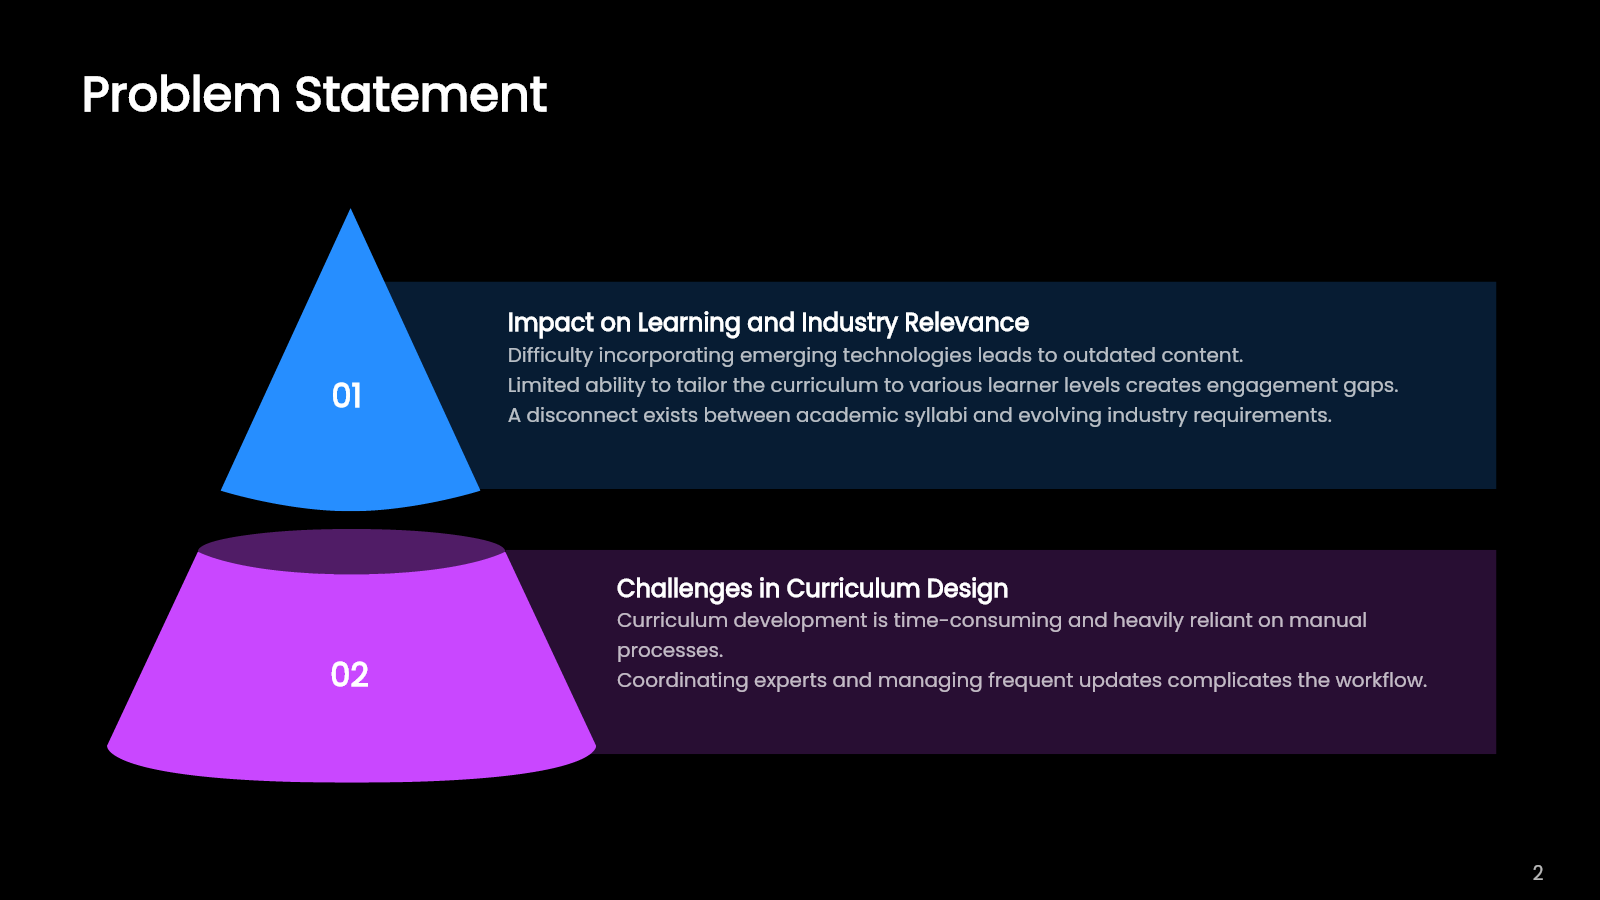 Problem Statement
01
Impact on Learning and Industry Relevance
Difficulty incorporating emerging technologies leads to outdated content.
Limited ability to tailor the curriculum to various learner levels creates engagement gaps.
A disconnect exists between academic syllabi and evolving industry requirements.
02
Challenges in Curriculum Design
Curriculum development is time-consuming and heavily reliant on manual
processes.
Coordinating experts and managing frequent updates complicates the workflow.
2